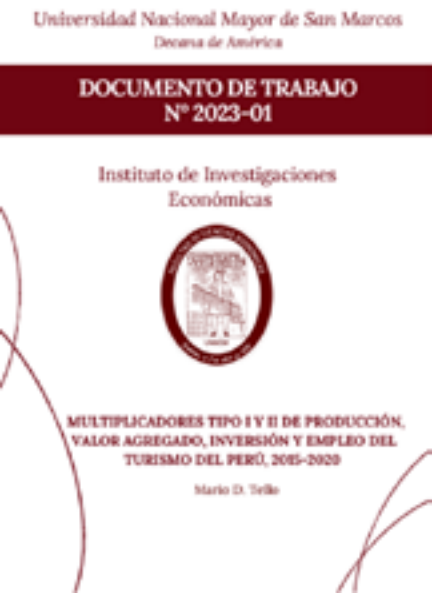 Universidad Nacional Mayor de San Marcos
Decana de América
DOCUMENTO DE TRABAJO
N° 2023-01
Instituto de Investigaciones
Económicas
MULTIPLICADORES TIPO I Y II DE PRODUCCIÓN,
VALOR AGREGADO, INVERSIÓN Y EMPLEO DEL
TURISMO DEL PERÚ, 2015-2020
Mario D. Tello